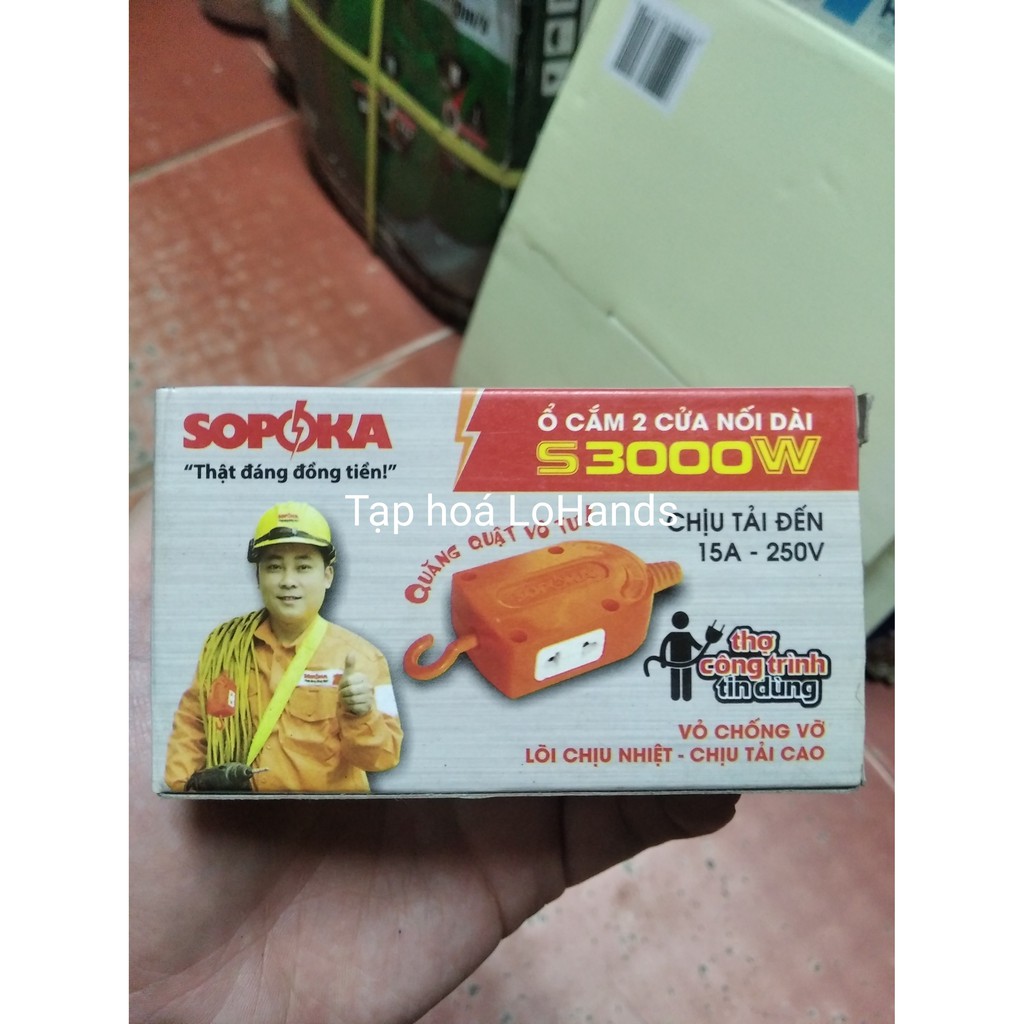 SOPOKA
"Thật đáng đồng tiền!"
Ổ CẮM 2 CỬA NỐI DÀI
S3000W
Tạp hoá LoHands
QUĂNG QUẬT VÔ TƯ!
CHỊU TẢI ĐẾN
15A - 250V
SOPOKA
SOPOKA
thợ
công trình
tin dùng
VỎ CHỐNG VỠ
LÕI CHỊU NHIỆT - CHỊU TẢI CAO